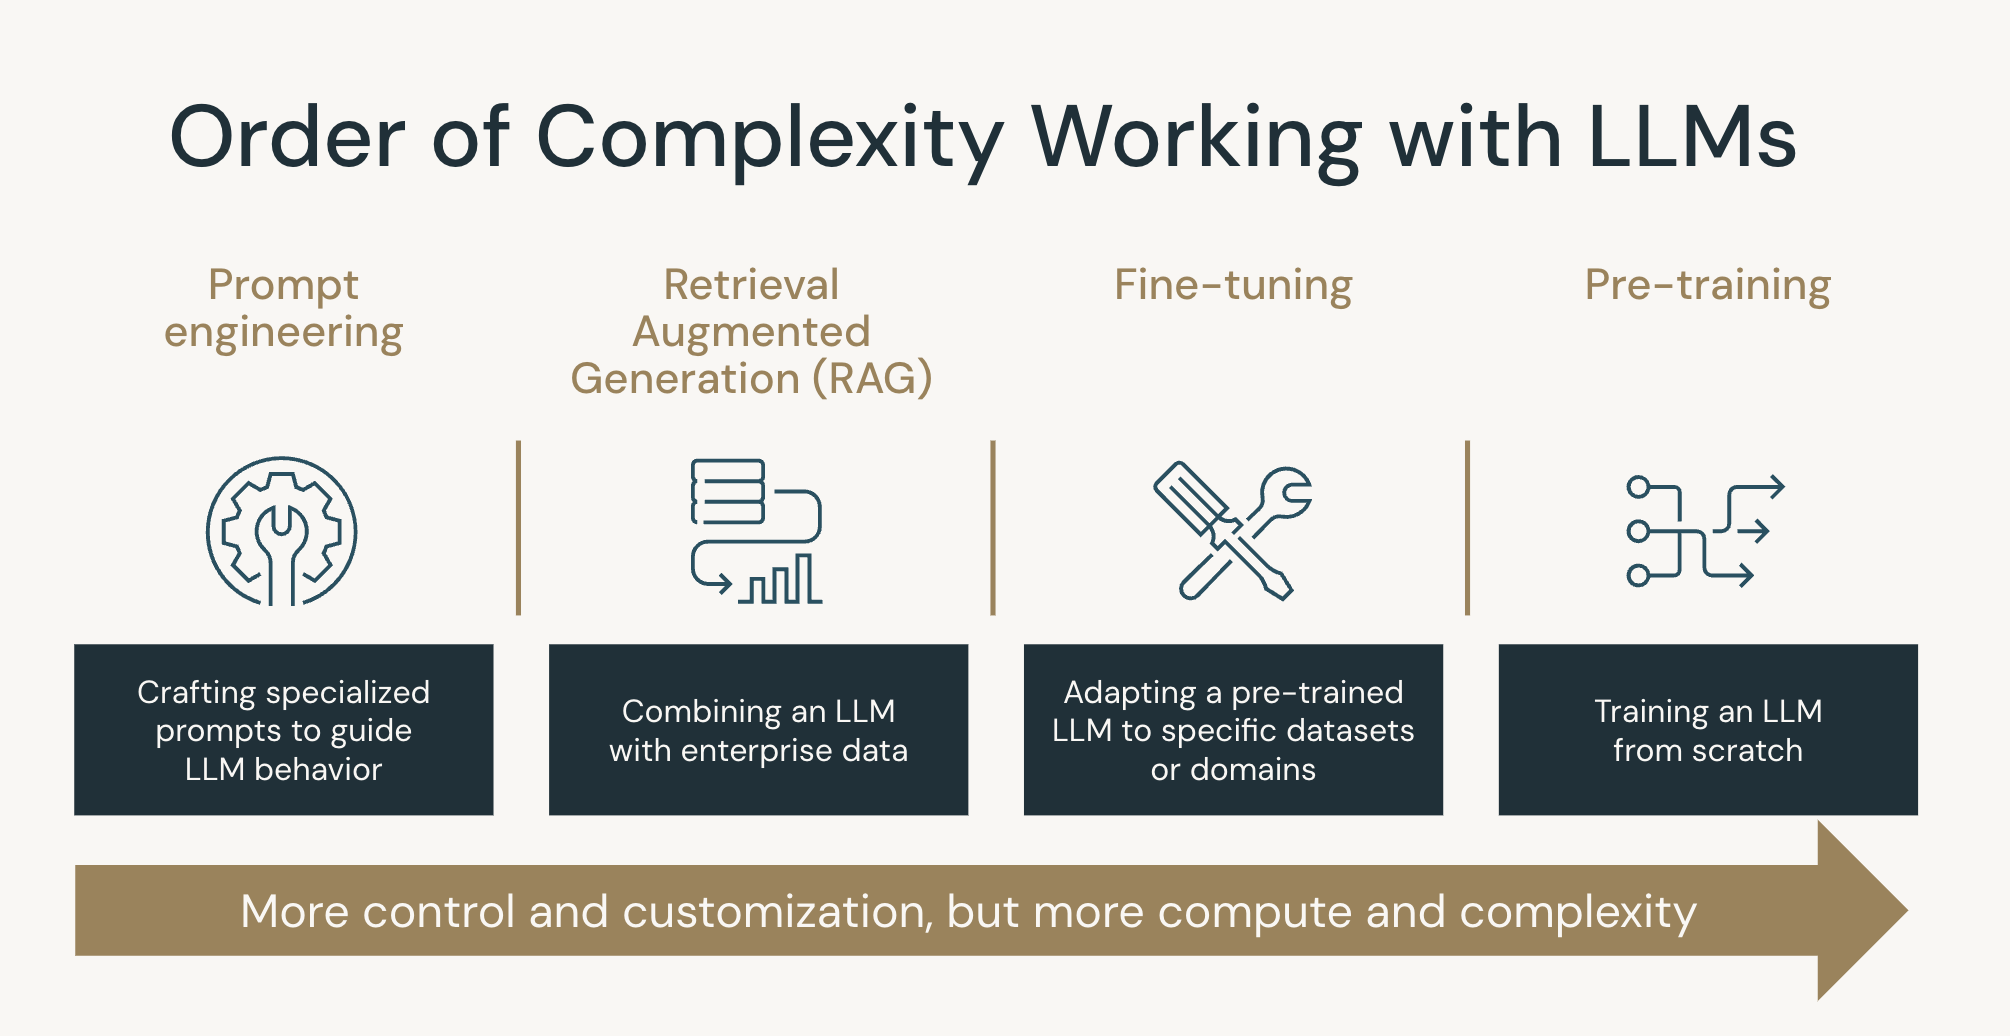 Order of Complexity Working with LLMs
Prompt
engineering
Retrieval
Augmented
Generation (RAG)
Fine-tuning
Pre-training
Crafting specialized
prompts to guide
LLM behavior
Combining an LLM
with enterprise data
Adapting a pre-trained
LLM to specific datasets
or domains
Training an LLM
from scratch
More control and customization, but more compute and complexity